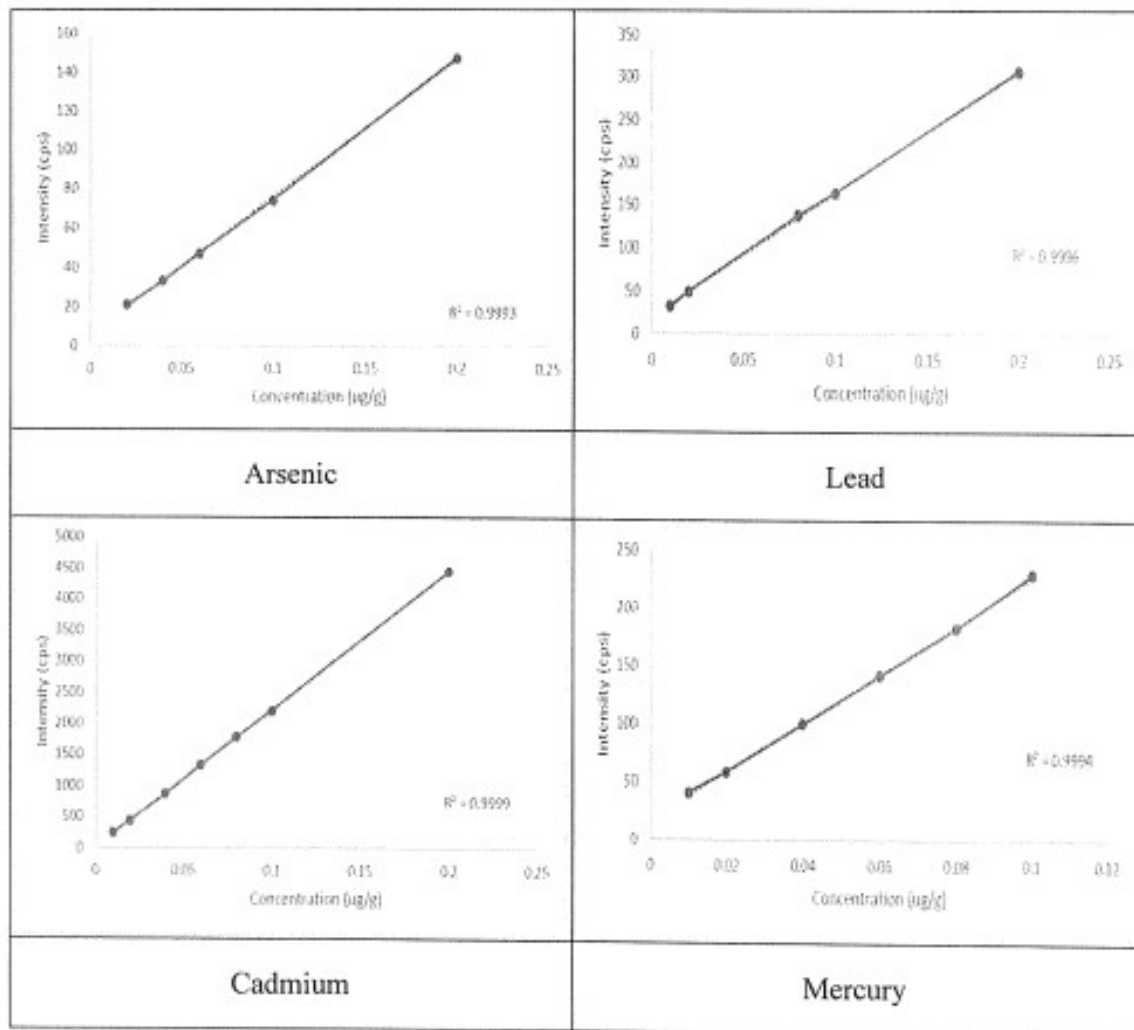 160
140
120
100
80
60
40
20
0
Intensity (cps)
0 0.05 0.1 0.15 0.2 0.25
Concentration (ug/g)
R² = 0.9993
350
300
250
200
150
100
50
0
Intensity (cps)
0 0.05 0.1 0.15 0.2 0.25
Concentration (ug/g)
R² = 0.9996
Arsenic
Lead
5000
4500
4000
3500
3000
2500
2000
1500
1000
500
0
Intensity (cps)
0 0.05 0.1 0.15 0.2 0.25
Concentration (ug/g)
R² = 0.9999
250
200
150
100
50
0
Intensity (cps)
0 0.02 0.04 0.06 0.08 0.1 0.12
Concentration (ug/g)
R² = 0.9994
Cadmium
Mercury